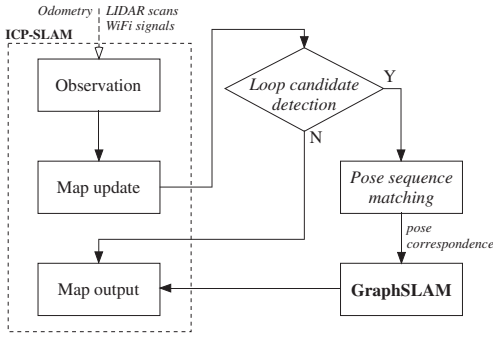 Odometry LIDAR scans
WiFi signals
ICP-SLAM
Observation
Loop candidate
detection
Y
N
Map update
Pose sequence
matching
pose
correspondence
Map output
GraphSLAM